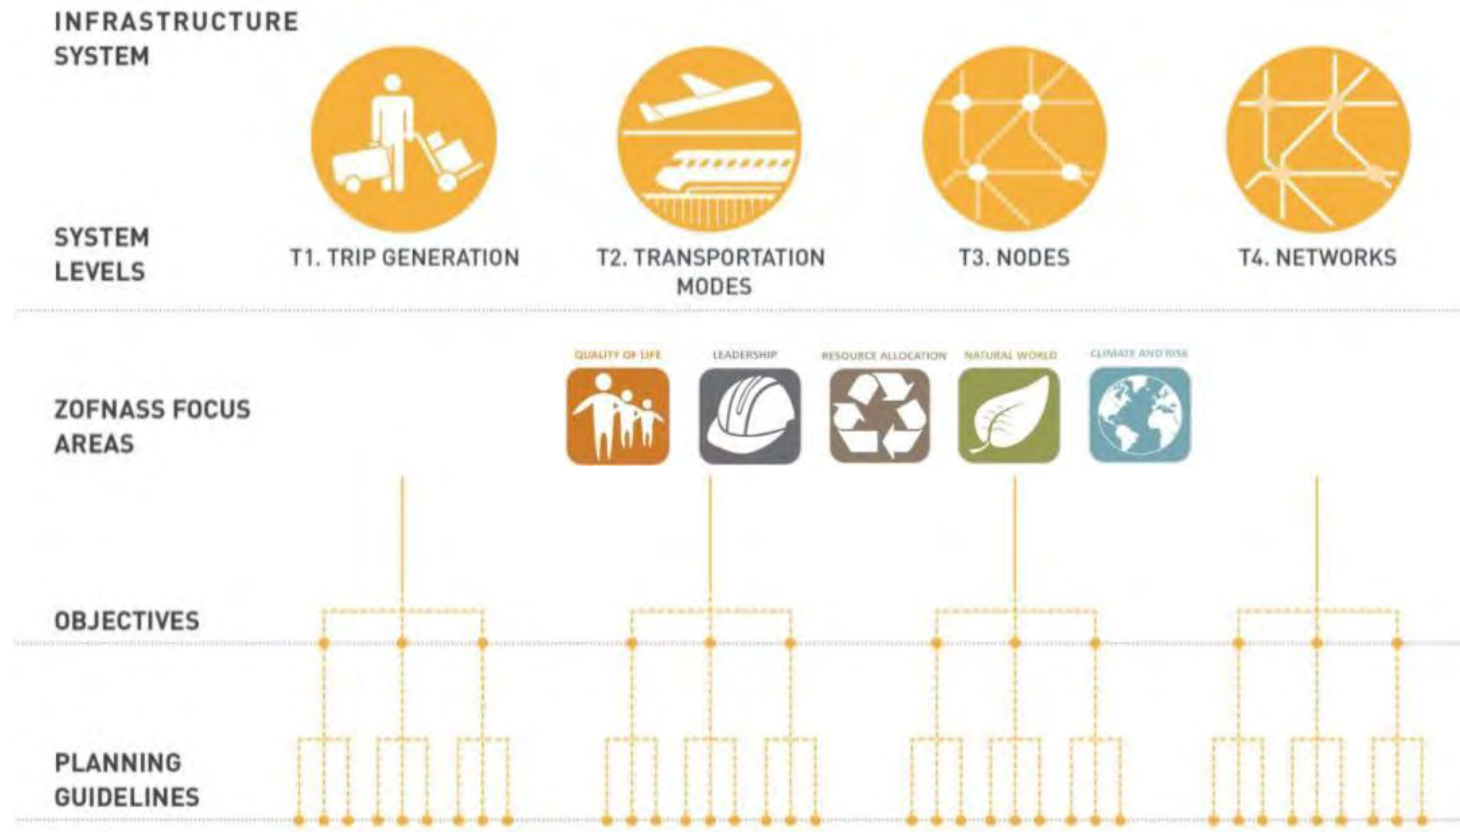 INFRASTRUCTURE
SYSTEM
SYSTEM
LEVELS
T1. TRIP GENERATION
T2. TRANSPORTATION
MODES
T3. NODES
T4. NETWORKS
ZOFNASS FOCUS
AREAS
QUALITY OF LIFE
LEADERSHIP
RESOURCE ALLOCATION
NATURAL WORLD
CLIMATE AND RISK
OBJECTIVES
PLANNING
GUIDELINES